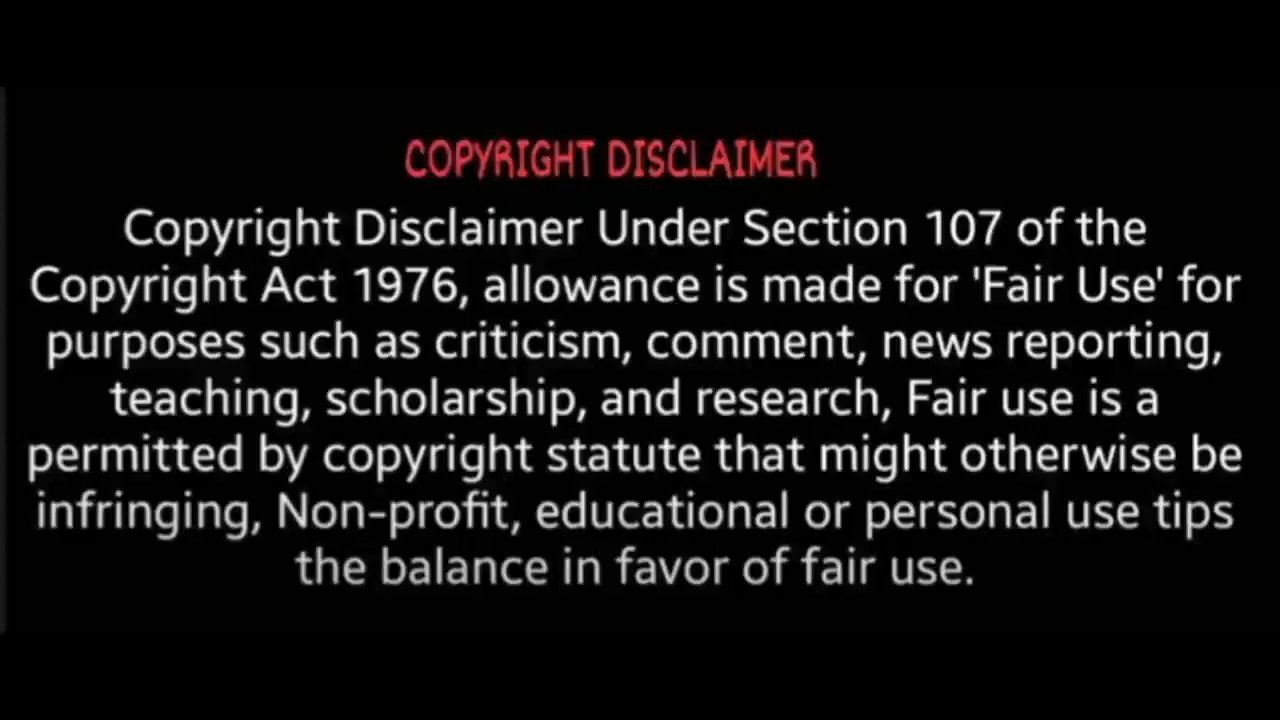 COPYRIGHT DISCLAIMER
Copyright Disclaimer Under Section 107 of the
Copyright Act 1976, allowance is made for 'Fair Use' for
purposes such as criticism, comment, news reporting,
teaching, scholarship, and research, Fair use is a
permitted by copyright statute that might otherwise be
infringing, Non-profit, educational or personal use tips
the balance in favor of fair use.